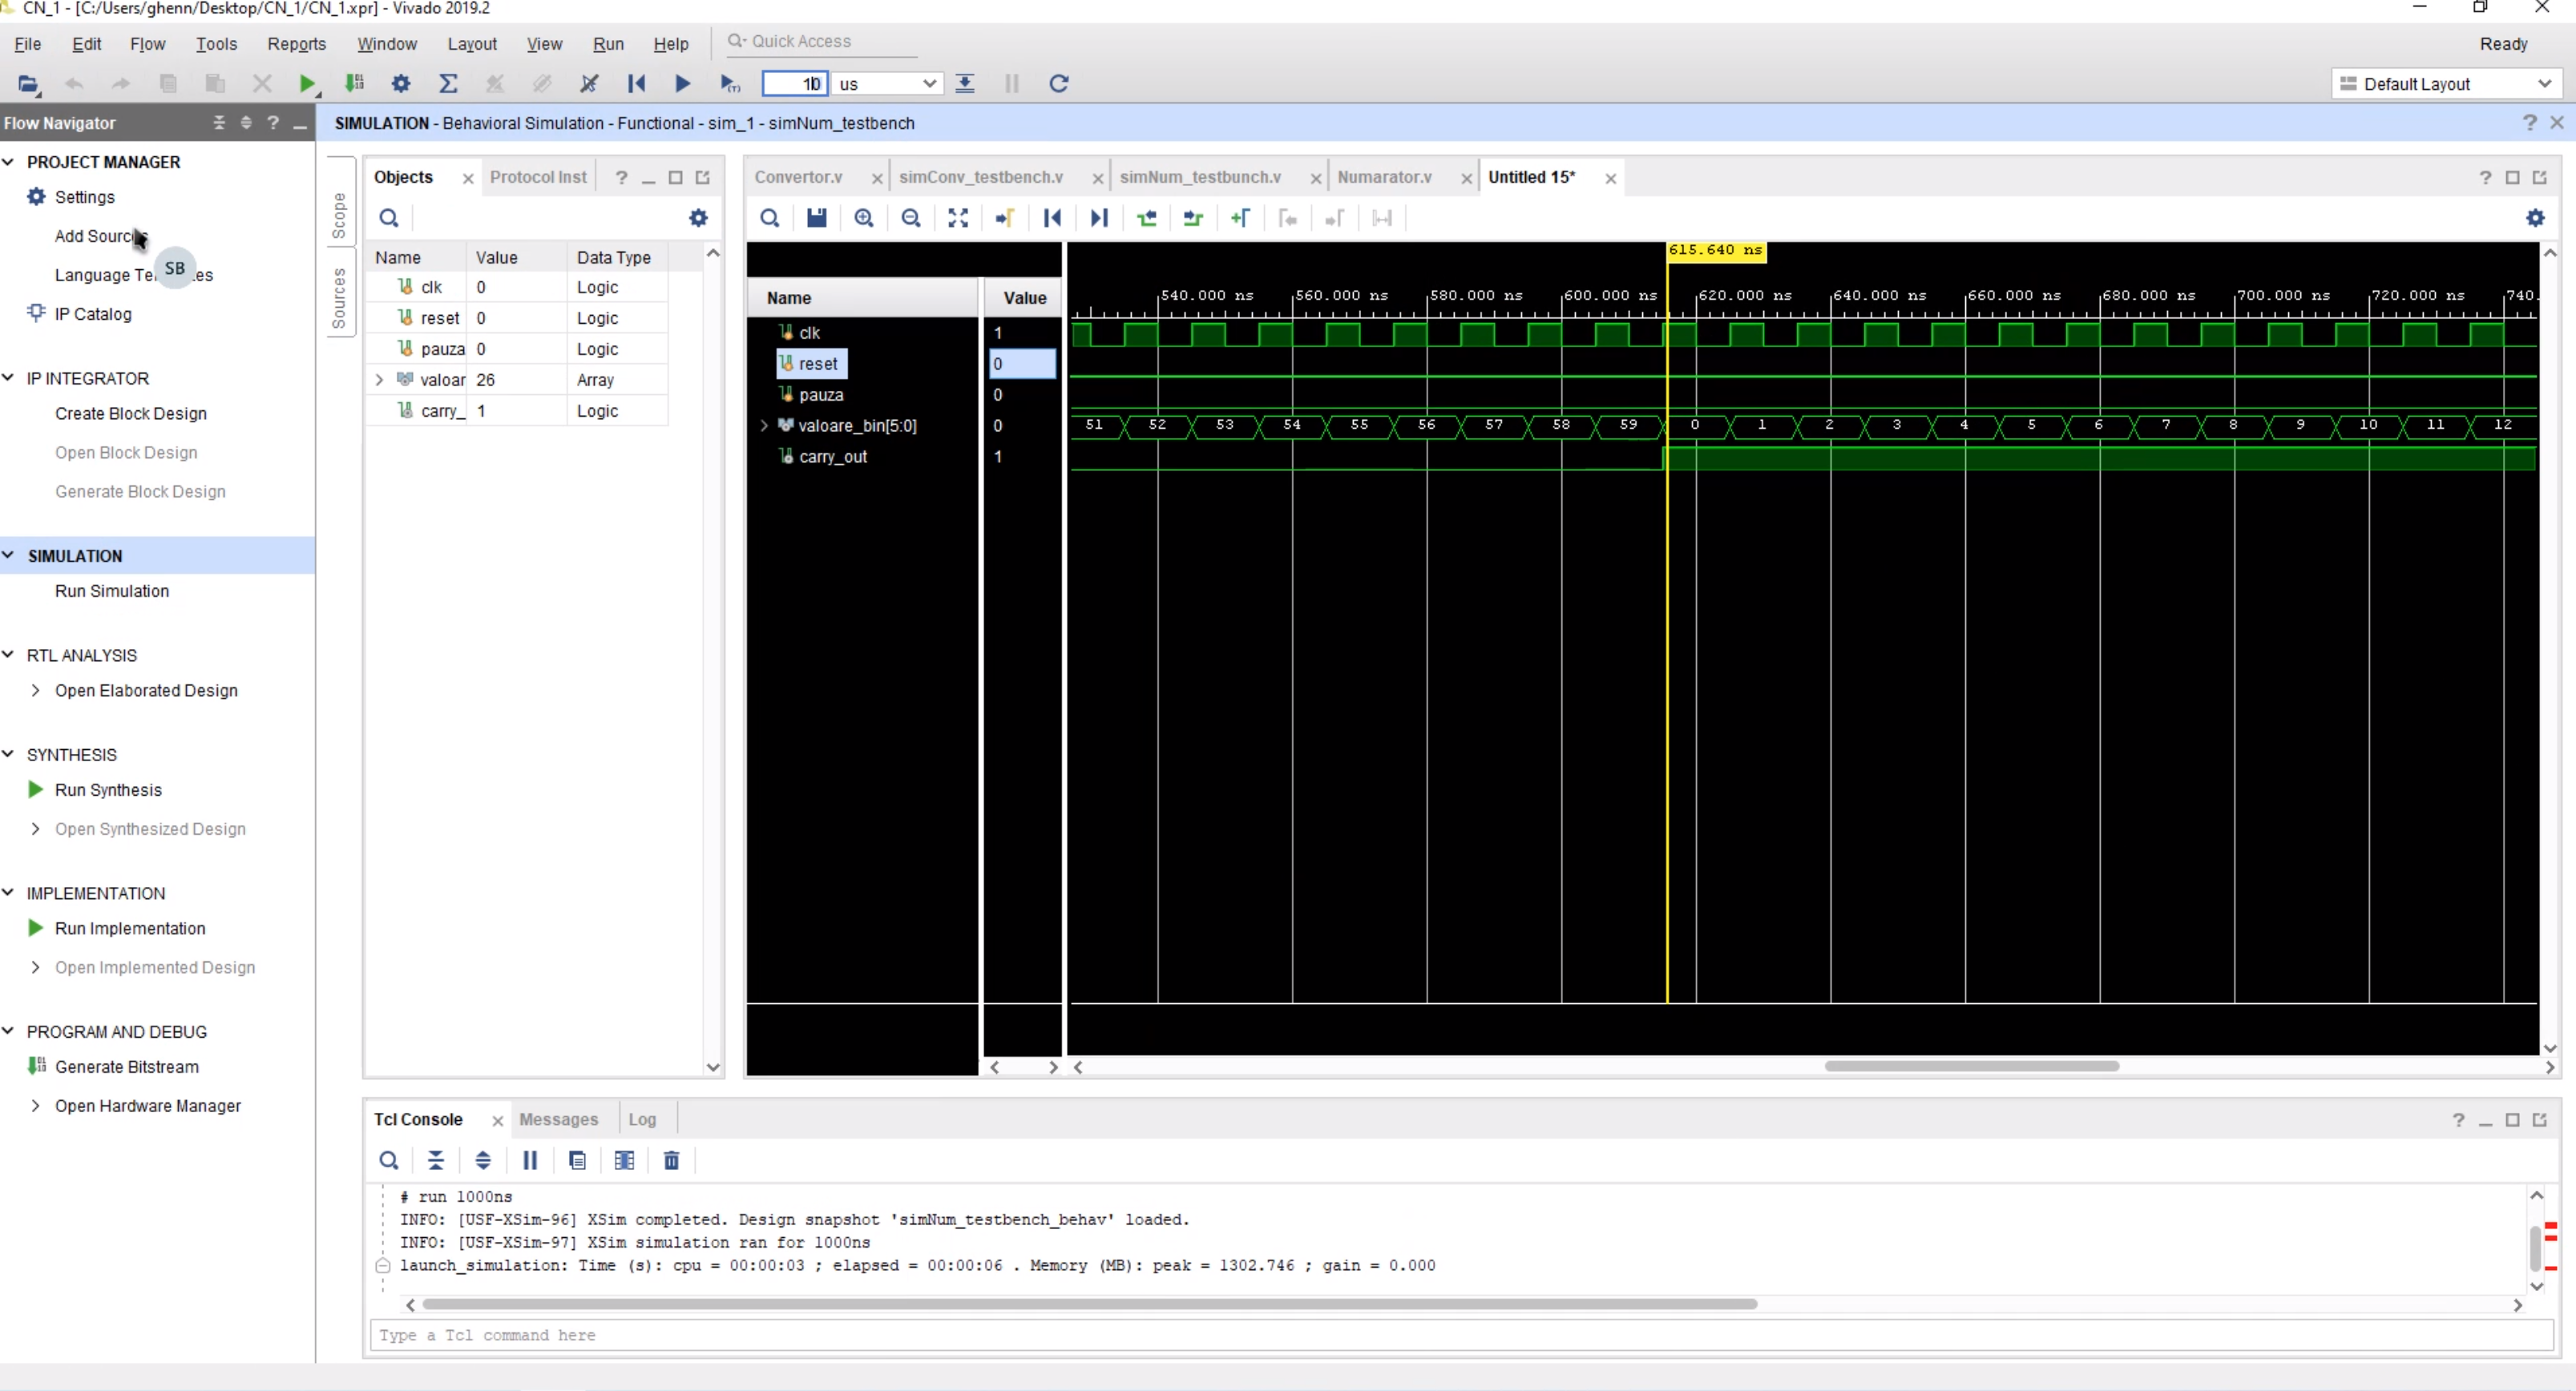 CN_1 - [C:/Users/ghenn/Desktop/CN_1/CN_1.xpr] - Vivado 2019.2
File Edit Flow Tools Reports Window Layout View Run Help Quick Access Ready
10 us Default Layout
Flow Navigator
SIMULATION - Behavioral Simulation - Functional - sim_1 - simNum_testbench
PROJECT MANAGER
Settings
Add Sources
SB
Language Te...es
IP Catalog
IP INTEGRATOR
Create Block Design
Open Block Design
Generate Block Design
SIMULATION
Run Simulation
RTL ANALYSIS
Open Elaborated Design
SYNTHESIS
Run Synthesis
Open Synthesized Design
IMPLEMENTATION
Run Implementation
Open Implemented Design
PROGRAM AND DEBUG
Generate Bitstream
Open Hardware Manager
Scope
Sources
Objects Protocol Inst
Name Value Data Type
clk 0 Logic
reset 0 Logic
pauza 0 Logic
valoar 26 Array
carry_ 1 Logic
Convertor.v simConv_testbench.v simNum_testbunch.v Numarator.v Untitled 15*
615.640 ns
Name Value
540.000 ns 560.000 ns 580.000 ns 600.000 ns 620.000 ns 640.000 ns 660.000 ns 680.000 ns 700.000 ns 720.000 ns 740.
clk 1
reset 0
pauza 0
valoare_bin[5:0] 0 51 52 53 54 55 56 57 58 59 0 1 2 3 4 5 6 7 8 9 10 11 12
carry_out 1
Tcl Console Messages Log
# run 1000ns
INFO: [USF-XSim-96] XSim completed. Design snapshot 'simNum_testbench_behav' loaded.
INFO: [USF-XSim-97] XSim simulation ran for 1000ns
launch_simulation: Time (s): cpu = 00:00:03 ; elapsed = 00:00:06 . Memory (MB): peak = 1302.746 ; gain = 0.000
Type a Tcl command here